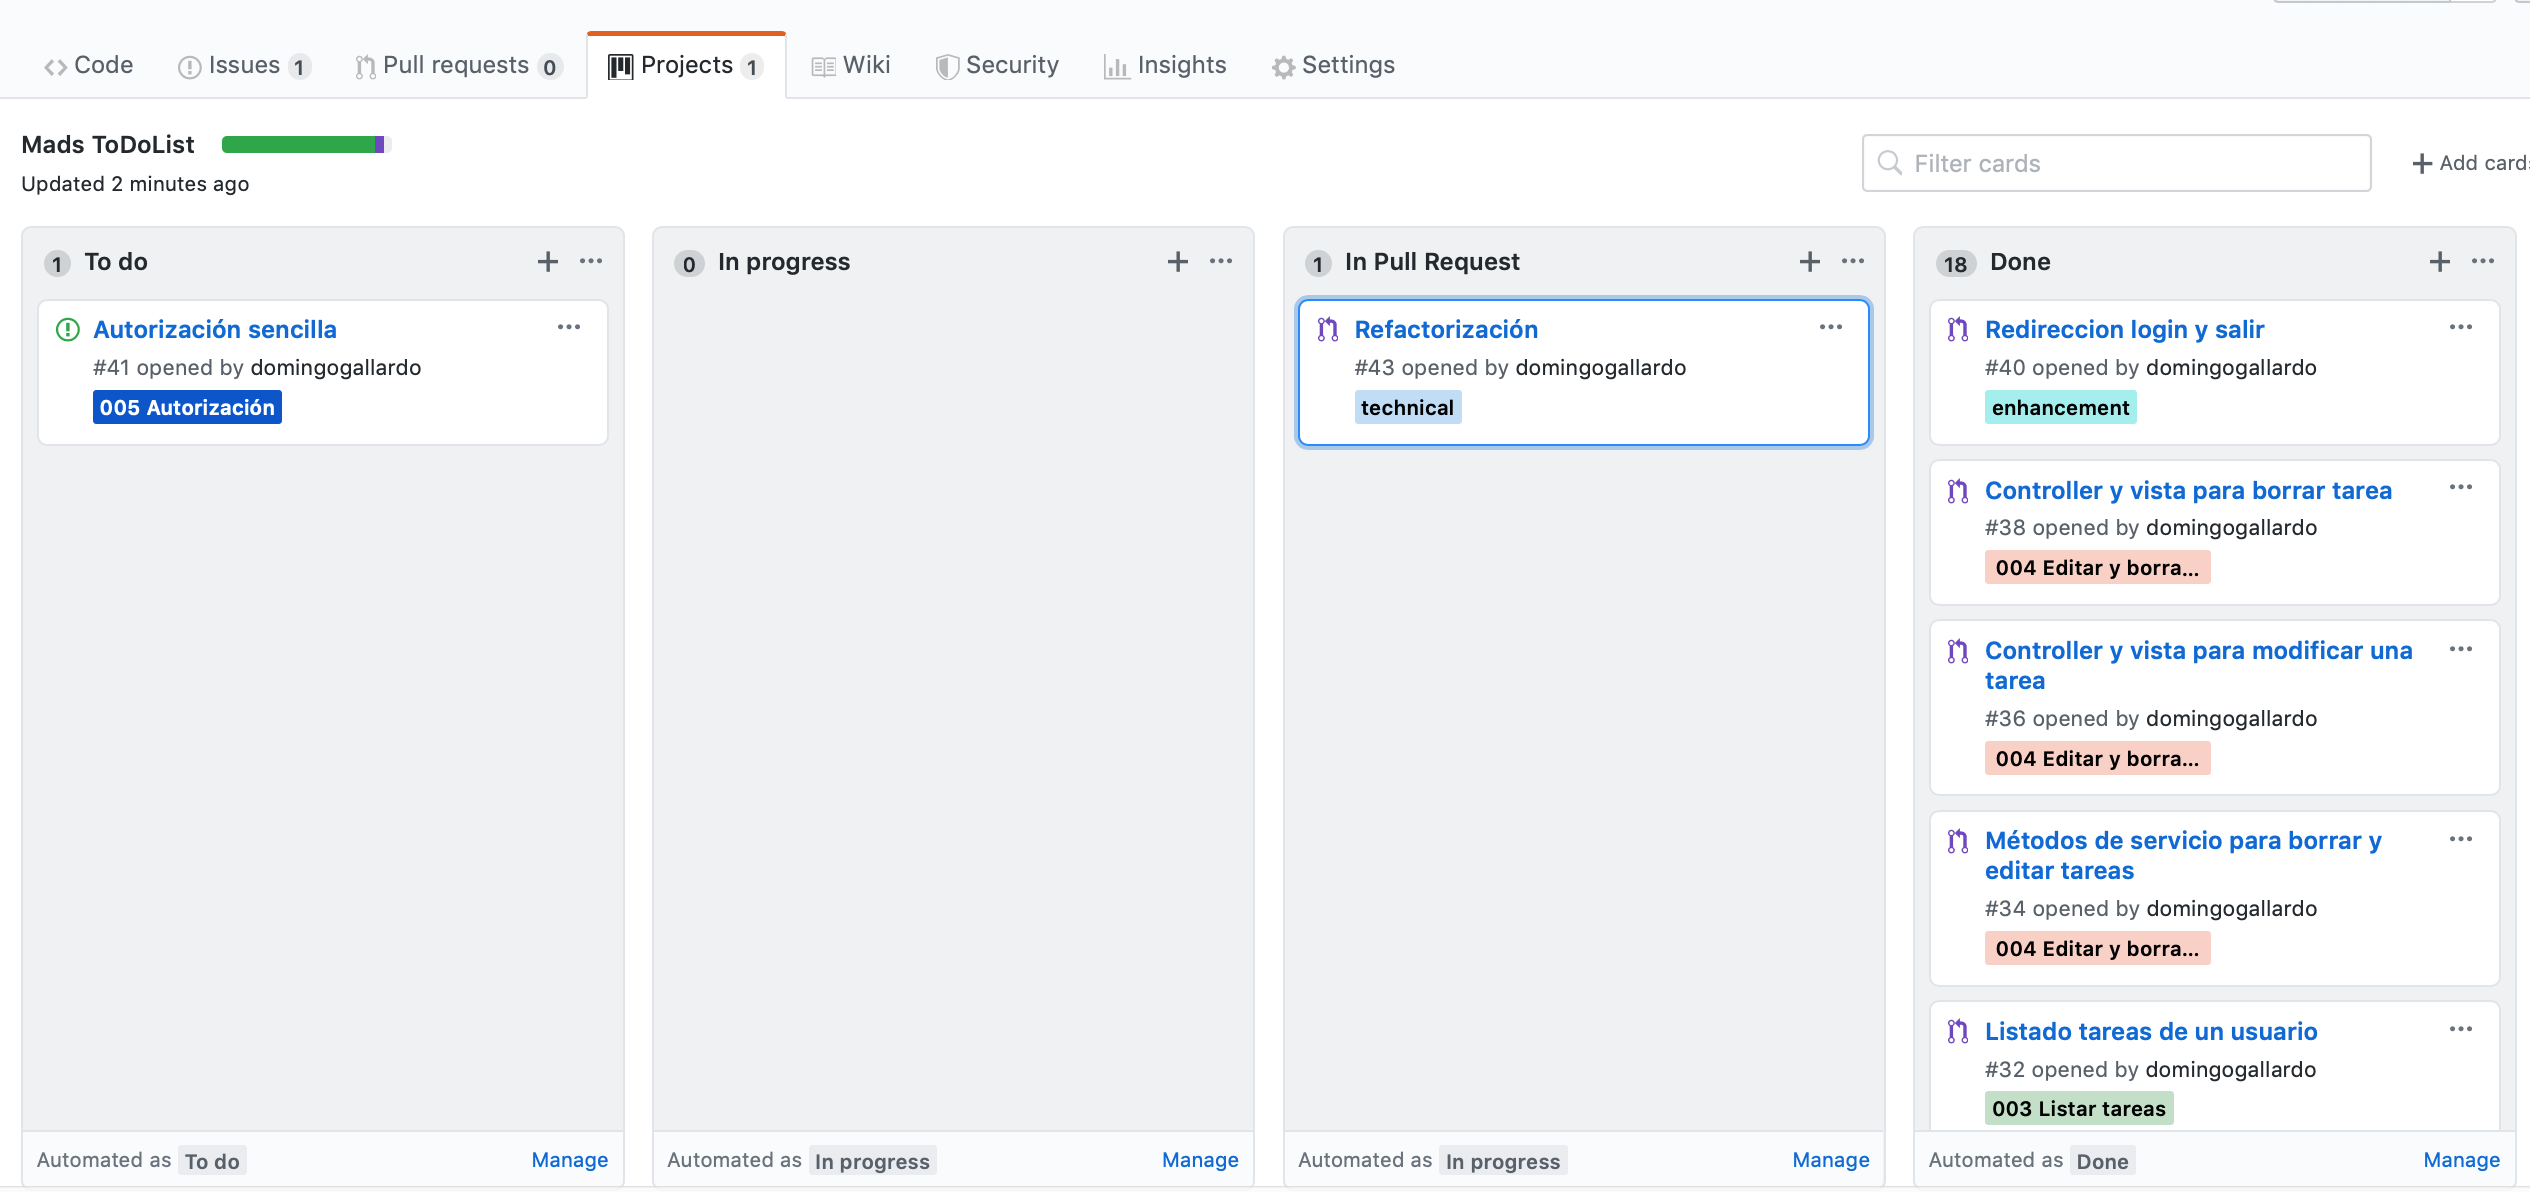 Code
Issues 1
Pull requests 0
Projects 1
Wiki
Security
Insights
Settings
Mads ToDoList
Updated 2 minutes ago
Filter cards
Add cards
1 To do
Autorización sencilla
#41 opened by domingogallardo
005 Autorización
Automated as To do
Manage
0 In progress
Automated as In progress
Manage
1 In Pull Request
Refactorización
#43 opened by domingogallardo
technical
Automated as In progress
Manage
18 Done
Redireccion login y salir
#40 opened by domingogallardo
enhancement
Controller y vista para borrar tarea
#38 opened by domingogallardo
004 Editar y borra...
Controller y vista para modificar una
tarea
#36 opened by domingogallardo
004 Editar y borra...
Métodos de servicio para borrar y
editar tareas
#34 opened by domingogallardo
004 Editar y borra...
Listado tareas de un usuario
#32 opened by domingogallardo
003 Listar tareas
Automated as Done
Manage